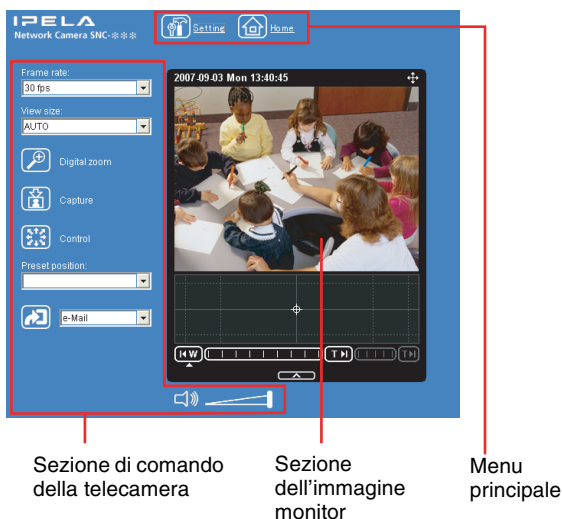 IPELA
Network Camera SNC-***
Setting
Home
Frame rate:
30 fps
View size:
AUTO
Digital zoom
Capture
Control
Preset position:
e-Mail
2007-09-03 Mon 13:40:45
W
T
T
Sezione di comando
della telecamera
Sezione
dell'immagine
monitor
Menu
principale